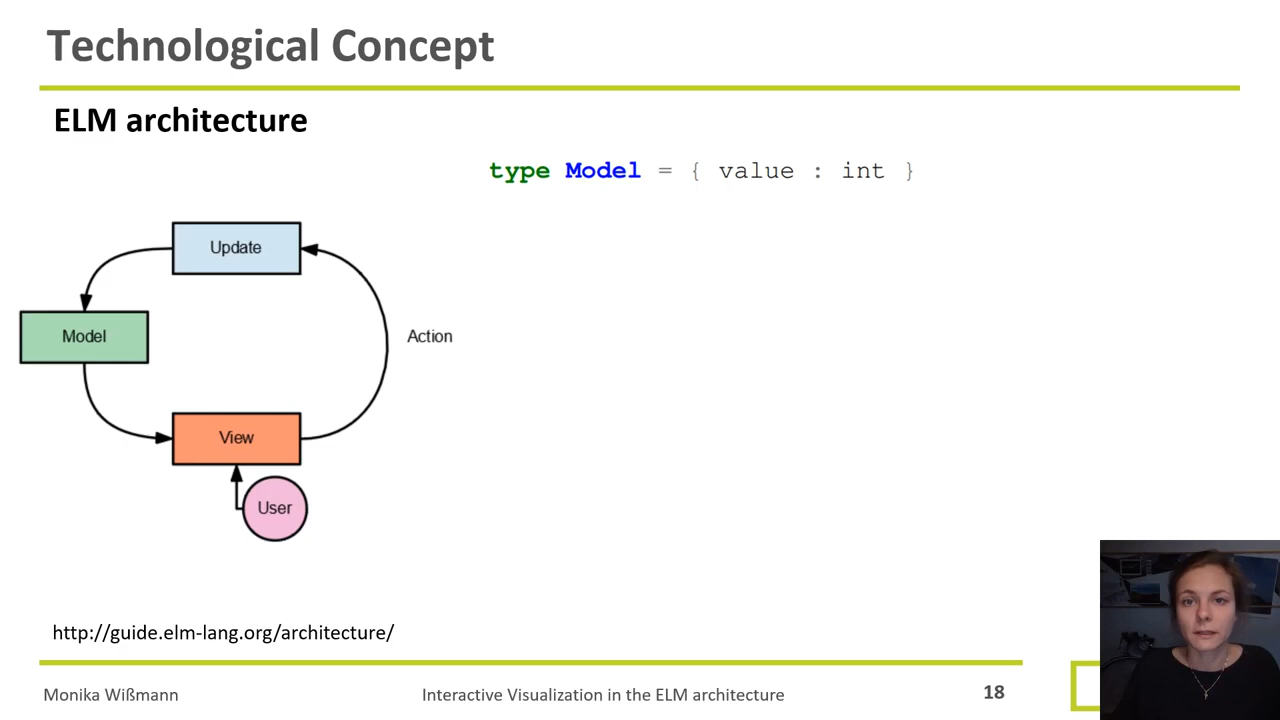 Technological Concept
ELM architecture
type Model = { value : int }
Update
Model
Action
View
User
http://guide.elm-lang.org/architecture/
Monika Wißmann
Interactive Visualization in the ELM architecture
18